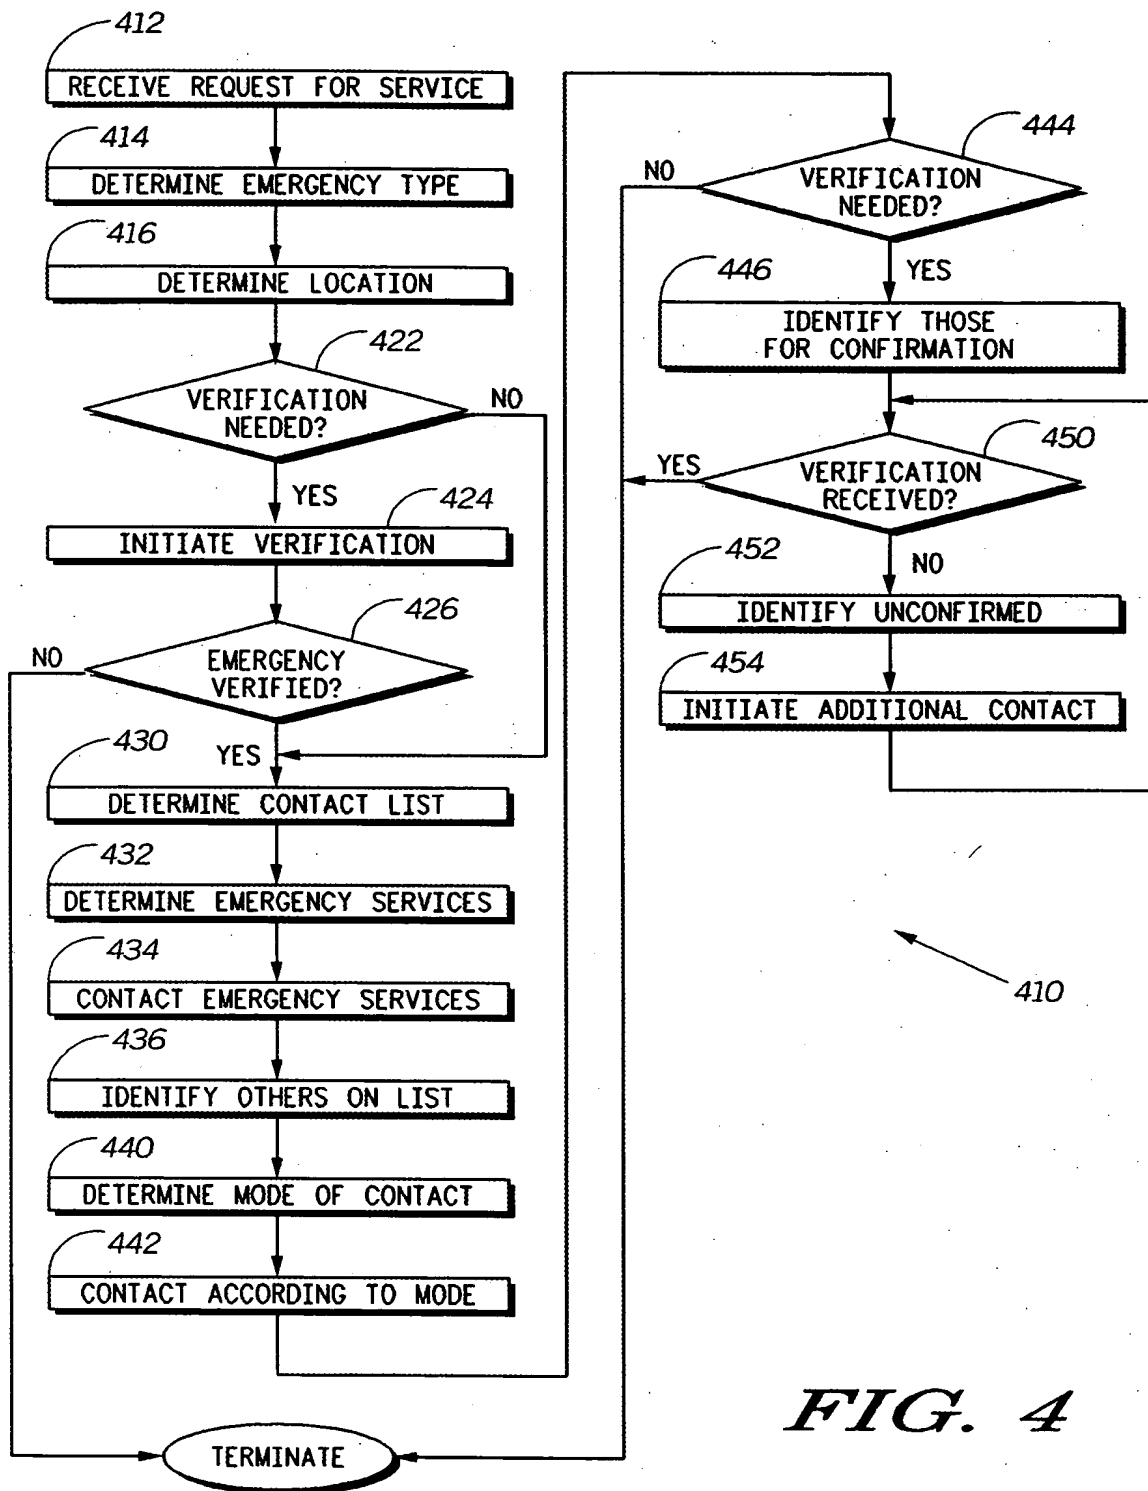 412
RECEIVE REQUEST FOR SERVICE
414
DETERMINE EMERGENCY TYPE
416
DETERMINE LOCATION
422
VERIFICATION
NEEDED?
NO
YES
424
INITIATE VERIFICATION
426
EMERGENCY
VERIFIED?
NO
YES
430
DETERMINE CONTACT LIST
432
DETERMINE EMERGENCY SERVICES
434
CONTACT EMERGENCY SERVICES
436
IDENTIFY OTHERS ON LIST
440
DETERMINE MODE OF CONTACT
442
CONTACT ACCORDING TO MODE
TERMINATE
444
VERIFICATION
NEEDED?
NO
YES
446
IDENTIFY THOSE
FOR CONFIRMATION
450
VERIFICATION
RECEIVED?
YES
NO
452
IDENTIFY UNCONFIRMED
454
INITIATE ADDITIONAL CONTACT
410
FIG. 4